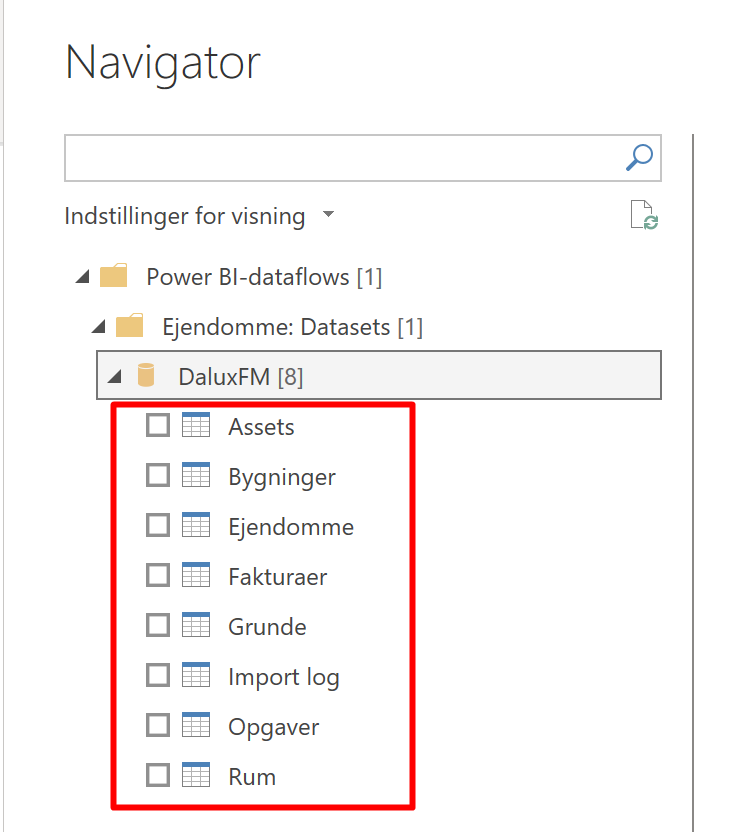 Navigator
Indstillinger for visning
Power BI-dataflows [1]
Ejendomme: Datasets [1]
DaluxFM [8]
Assets
Bygninger
Ejendomme
Fakturaer
Grunde
Import log
Opgaver
Rum